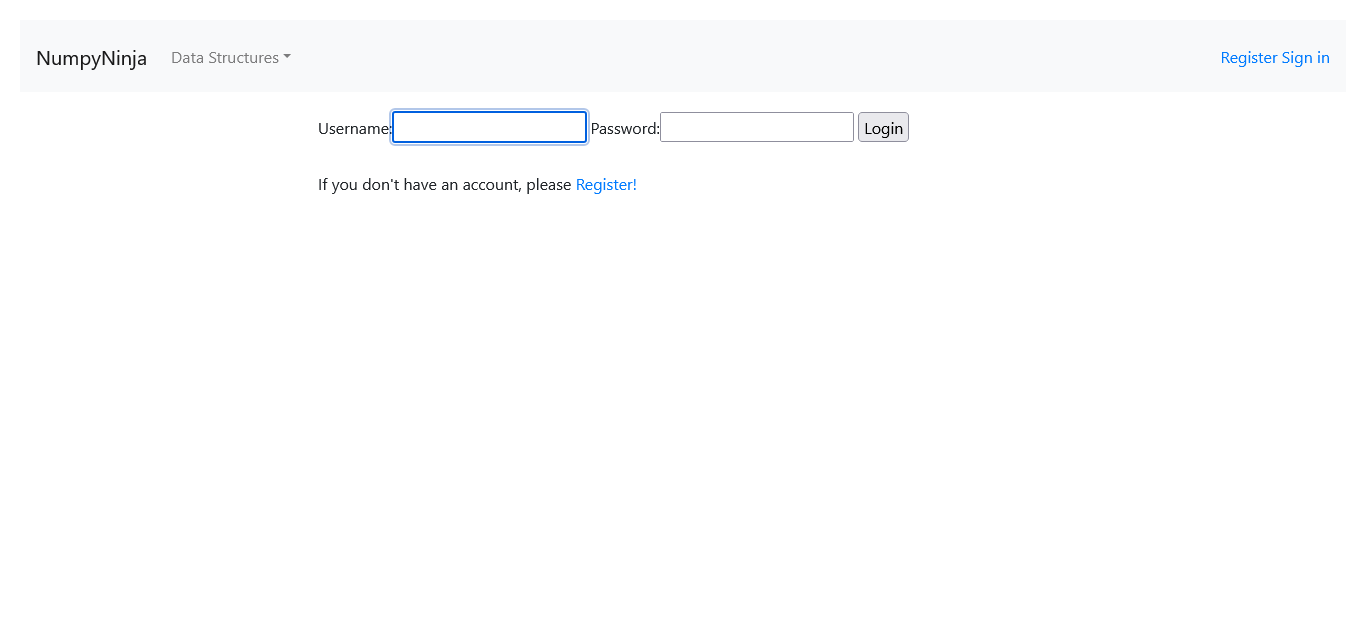 NumpyNinja Data Structures Register Sign in
Username: Password: Login
If you don't have an account, please Register!